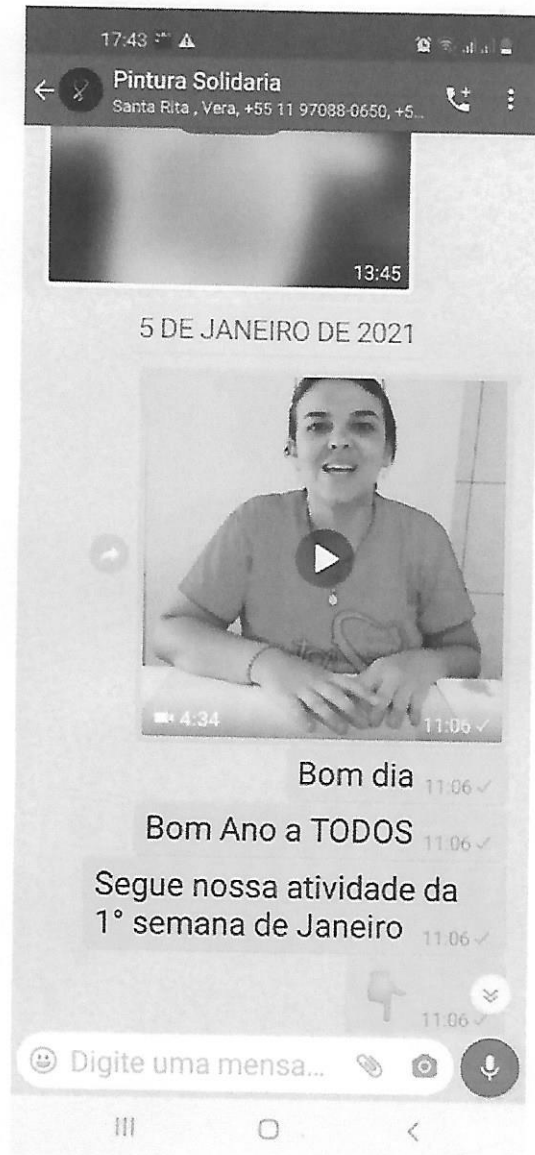 17:43
Pintura Solidaria
Santa Rita , Vera, +55 11 97088-0650, +5...
13:45
5 DE JANEIRO DE 2021
4:34
11:06
Bom dia 11:06
Bom Ano a TODOS 11:06
Segue nossa atividade da
1° semana de Janeiro 11:06
11:06
Digite uma mensa...